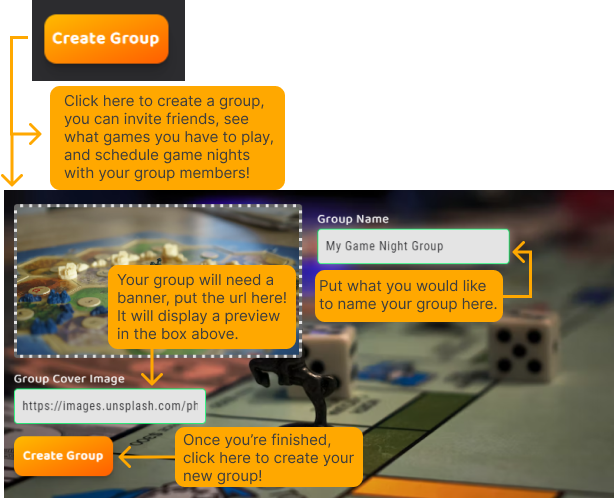 Create Group
Click here to create a group,
you can invite friends, see
what games you have to play,
and schedule game nights
with your group members!
Group Name
My Game Night Group
Put what you would like
to name your group here.
Your group will need a
banner, put the url here!
It will display a preview
in the box above.
Group Cover Image
https://images.unsplash.com/ph
Create Group
Once you're finished,
click here to create your
new group!